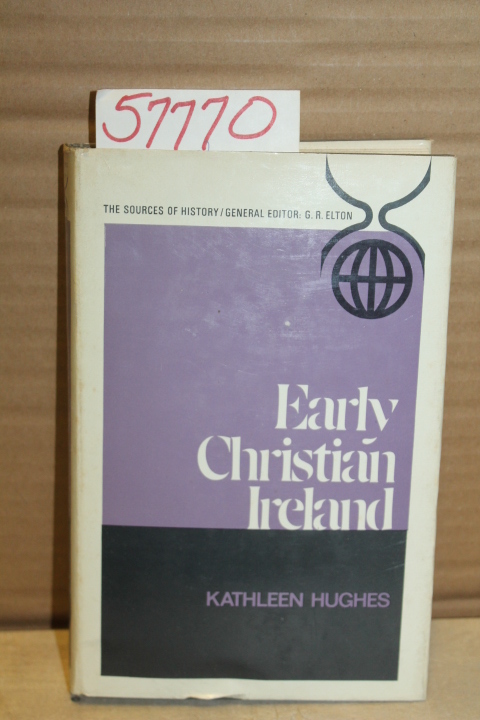 57770
THE SOURCES OF HISTORY/GENERAL EDITOR: G. R. ELTON
Early
Christian
Ireland
KATHLEEN HUGHES